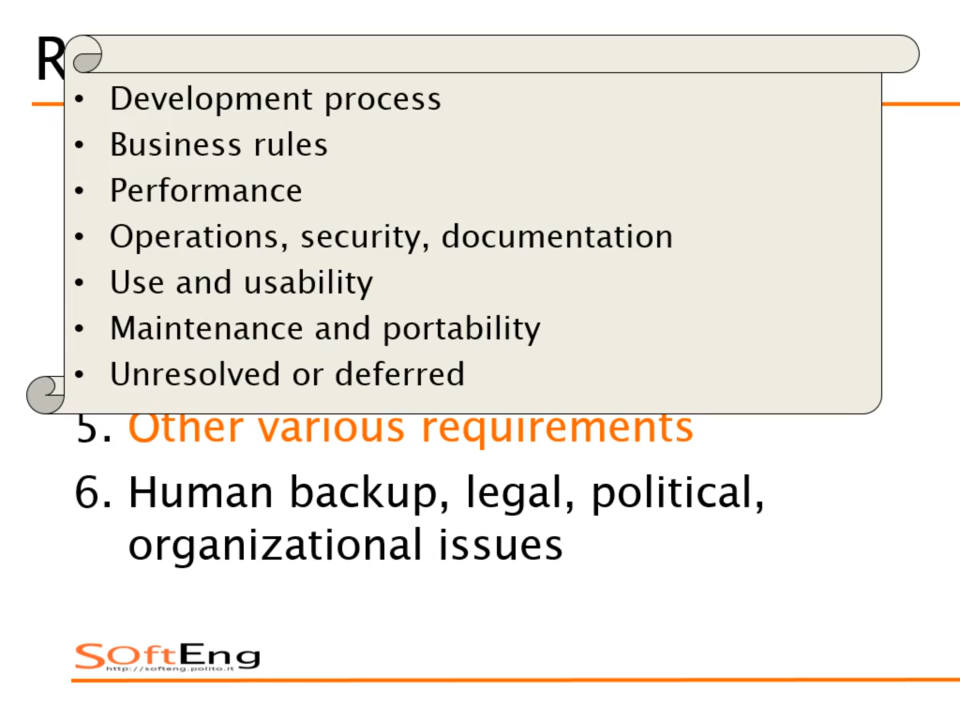 R
• Development process
• Business rules
• Performance
• Operations, security, documentation
• Use and usability
• Maintenance and portability
• Unresolved or deferred
5. Other various requirements
6. Human backup, legal, political,
organizational issues
SOftEng
http://softeng.polito.it